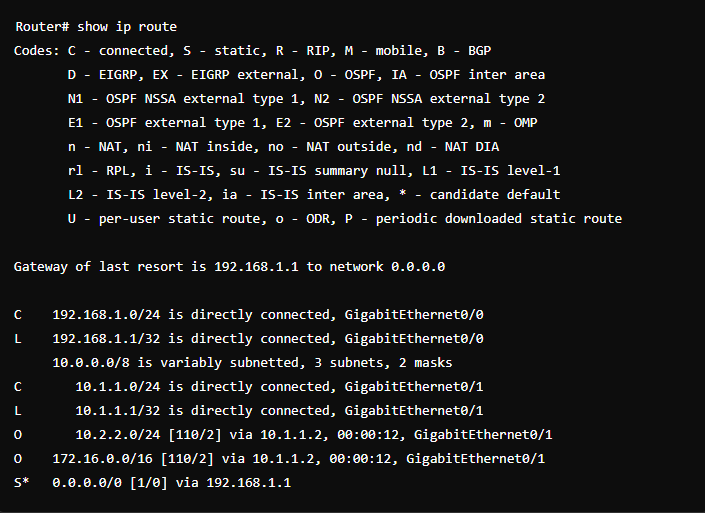 Router# show ip route
Codes: C - connected, S - static, R - RIP, M - mobile, B - BGP
D - EIGRP, EX - EIGRP external, O - OSPF, IA - OSPF inter area
N1 - OSPF NSSA external type 1, N2 - OSPF NSSA external type 2
E1 - OSPF external type 1, E2 - OSPF external type 2, m - OMP
n - NAT, ni - NAT inside, no - NAT outside, nd - NAT DIA
rl - RPL, i - IS-IS, su - IS-IS summary null, L1 - IS-IS level-1
L2 - IS-IS level-2, ia - IS-IS inter area, * - candidate default
U - per-user static route, o - ODR, P - periodic downloaded static route
Gateway of last resort is 192.168.1.1 to network 0.0.0.0
C 192.168.1.0/24 is directly connected, GigabitEthernet0/0
L 192.168.1.1/32 is directly connected, GigabitEthernet0/0
10.0.0.0/8 is variably subnetted, 3 subnets, 2 masks
C 10.1.1.0/24 is directly connected, GigabitEthernet0/1
L 10.1.1.1/32 is directly connected, GigabitEthernet0/1
O 10.2.2.0/24 [110/2] via 10.1.1.2, 00:00:12, GigabitEthernet0/1
O 172.16.0.0/16 [110/2] via 10.1.1.2, 00:00:12, GigabitEthernet0/1
S* 0.0.0.0/0 [1/0] via 192.168.1.1